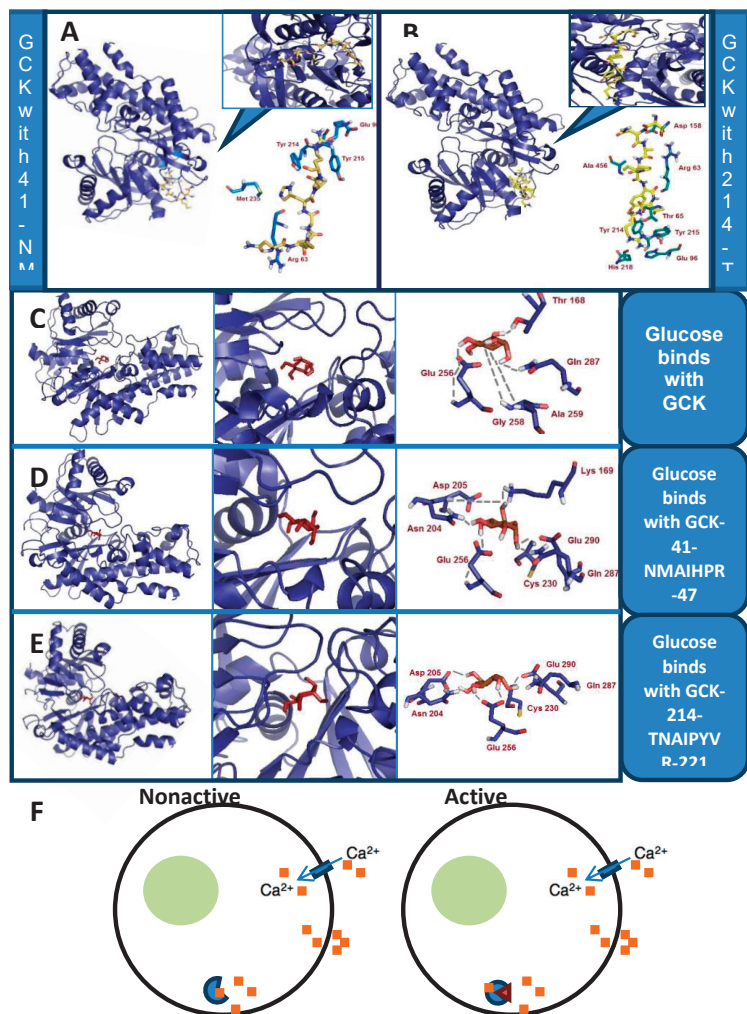 G
C
K
w
i
t
h
4
1
-
N
M
A
Glu 9
Tyr 214
Tyr 215
Met 235
Arg 63
B
Asp 158
Ala 456
Arg 63
Thr 65
Tyr 214
Tyr 215
His 218
Glu 96
G
C
K
w
i
t
h
2
1
4
-
T
C
Thr 168
Glu 256
Gln 287
Gly 258
Ala 259
Glucose
binds
with
GCK
D
Lys 169
Asp 205
Asn 204
Glu 290
Glu 256
Gln 287
Cys 230
Glucose
binds
with GCK-
41-
NMAIHPR
-47
E
Asp 205
Glu 290
Gln 287
Asn 204
Cys 230
Glu 256
Glucose
binds
with GCK-
214-
TNAIPYV
R-221
F
Nonactive
Active
Ca²⁺
Ca²⁺
Ca²⁺
Ca²⁺